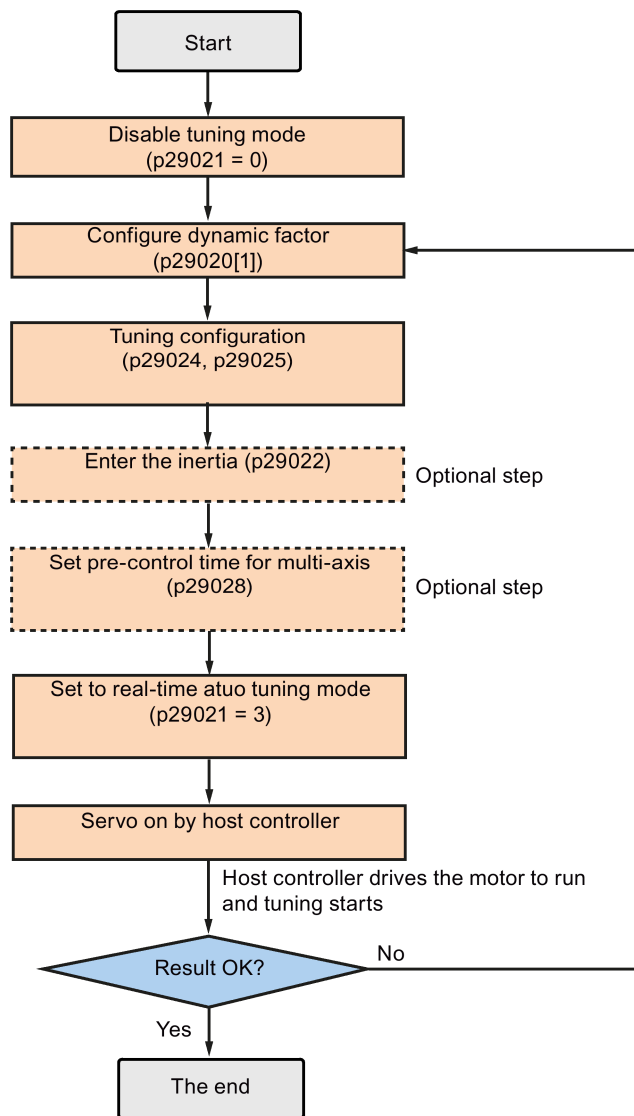 Start
Disable tuning mode
(p29021 = 0)
Configure dynamic factor
(p29020[1])
Tuning configuration
(p29024, p29025)
Enter the inertia (p29022)
Optional step
Set pre-control time for multi-axis
(p29028)
Optional step
Set to real-time atuo tuning mode
(p29021 = 3)
Servo on by host controller
Host controller drives the motor to run
and tuning starts
Result OK?
No
Yes
The end